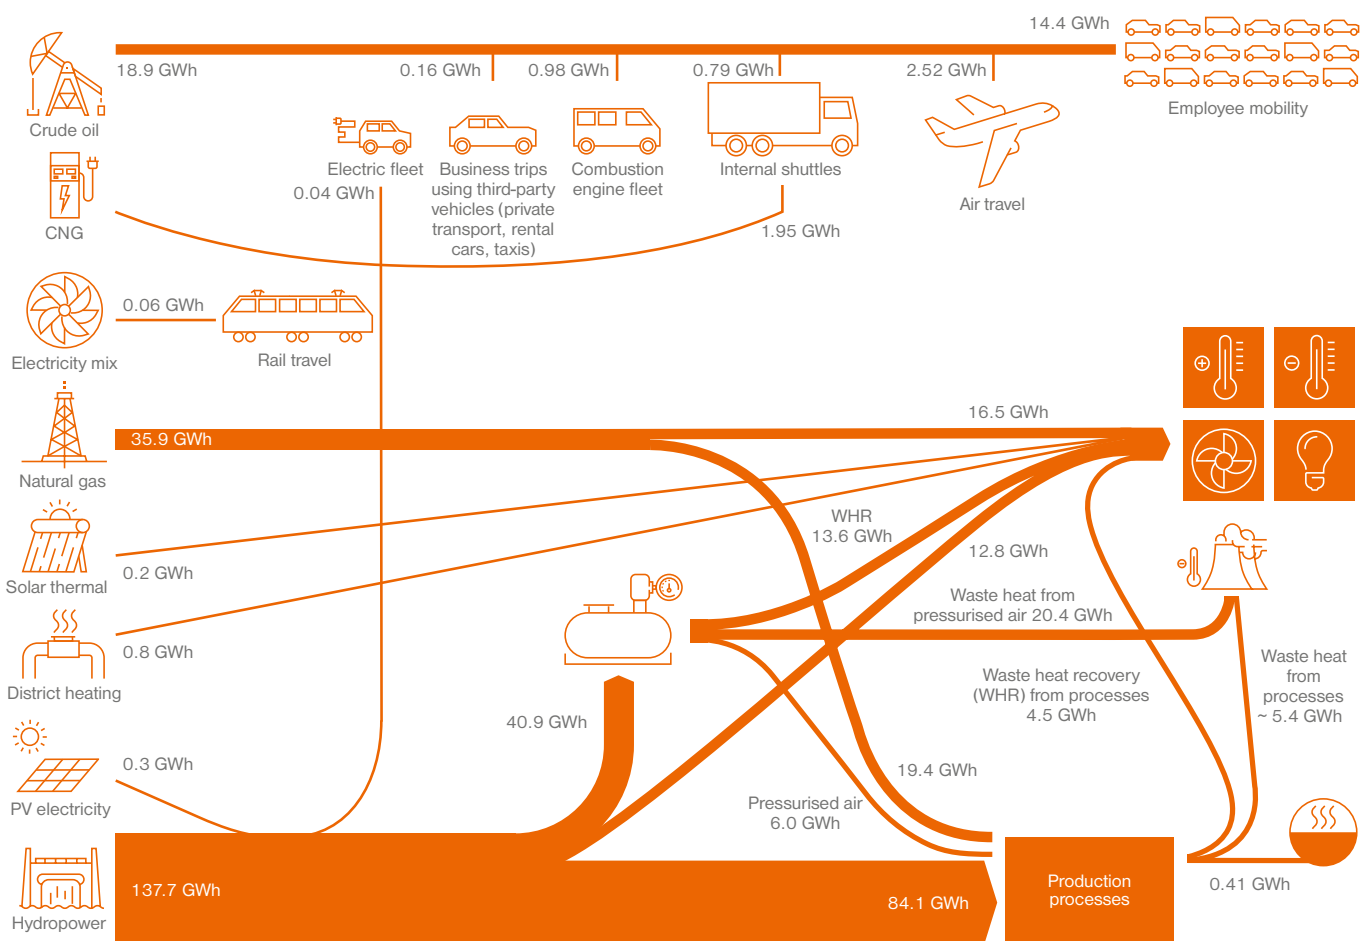 14.4 GWh
18.9 GWh
0.16 GWh
0.98 GWh
0.79 GWh
2.52 GWh
Employee mobility
Crude oil
Electric fleet
0.04 GWh
Business trips
using third-party
vehicles (private
transport, rental
cars, taxis)
Combustion
engine fleet
Internal shuttles
Air travel
CNG
1.95 GWh
0.06 GWh
Electricity mix
Rail travel
16.5 GWh
35.9 GWh
Natural gas
WHR
13.6 GWh
12.8 GWh
0.2 GWh
Solar thermal
Waste heat from
pressurised air 20.4 GWh
0.8 GWh
District heating
Waste heat recovery
(WHR) from processes
4.5 GWh
Waste heat
from
processes
~ 5.4 GWh
40.9 GWh
0.3 GWh
PV electricity
19.4 GWh
Pressurised air
6.0 GWh
137.7 GWh
Hydropower
84.1 GWh
Production
processes
0.41 GWh